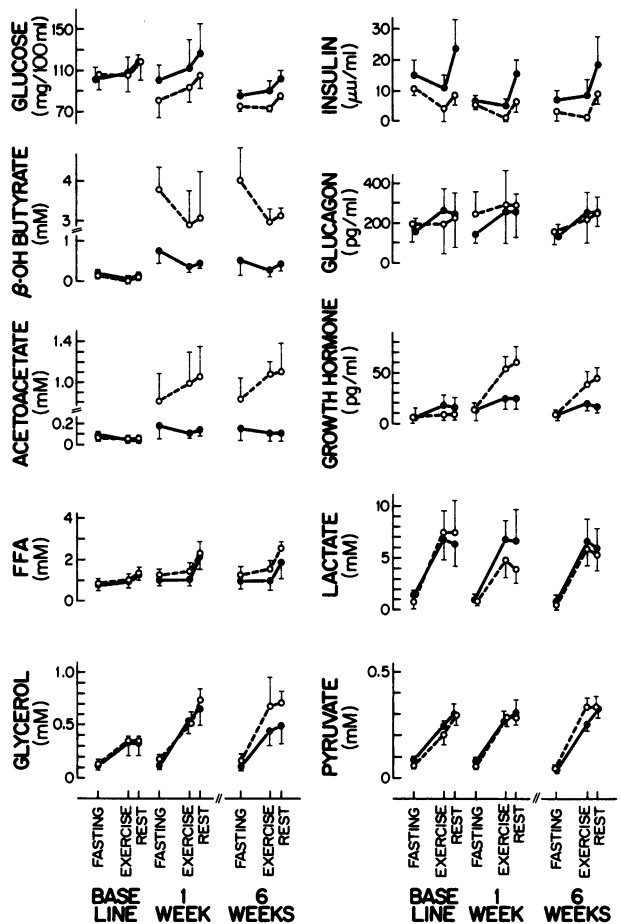 GLUCOSE
(mg/100ml)
150
110
70
β-OH BUTYRATE
(mM)
4
3
1
0
ACETOACETATE
(mM)
1.4
1.0
0.2
0
FFA
(mM)
4
2
0
GLYCEROL
(mM)
1.0
0.5
0
FASTING
EXERCISE
REST
FASTING
EXERCISE
REST
FASTING
EXERCISE
REST
BASE
LINE
1
WEEK
6
WEEKS
INSULIN
(μu/ml)
30
20
10
0
GLUCAGON
(pg/ml)
400
200
0
GROWTH HORMONE
(pg/ml)
50
0
LACTATE
(mM)
10
5
0
PYRUVATE
(mM)
0.5
0
FASTING
EXERCISE
REST
FASTING
EXERCISE
REST
FASTING
EXERCISE
REST
BASE
LINE
1
WEEK
6
WEEKS